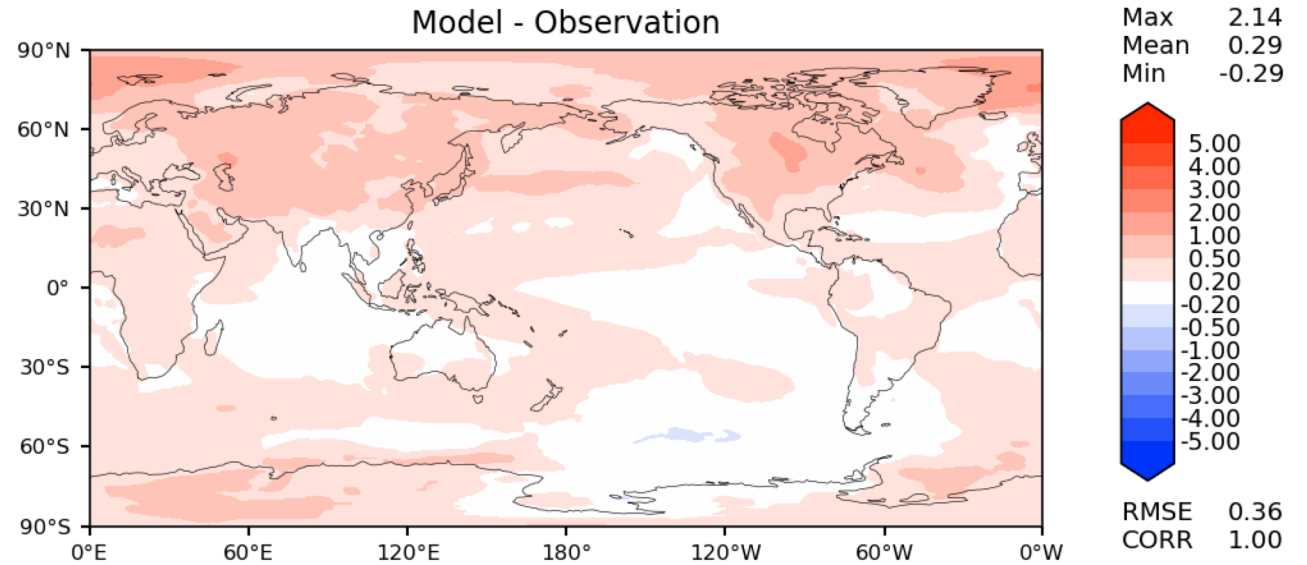 Model - Observation
Max 2.14
Mean 0.29
Min -0.29
90°N
60°N
30°N
0°
30°S
60°S
90°S
0°E 60°E 120°E 180° 120°W 60°W 0°W
5.00
4.00
3.00
2.00
1.00
0.50
0.20
-0.20
-0.50
-1.00
-2.00
-3.00
-4.00
-5.00
RMSE 0.36
CORR 1.00